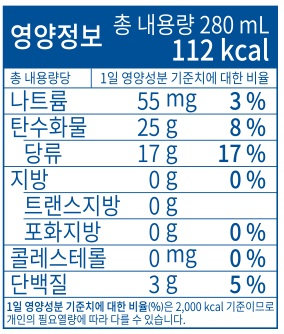 영양정보
총 내용량 280 mL
112 kcal
총 내용량당 1일 영양성분 기준치에 대한 비율
나트륨 55 mg 3 %
탄수화물 25 g 8 %
당류 17 g 17 %
지방 0 g 0 %
트랜스지방 0 g
포화지방 0 g 0 %
콜레스테롤 0 mg 0 %
단백질 3 g 5 %
1일 영양성분 기준치에 대한 비율(%)은 2,000 kcal 기준이므로
개인의 필요열량에 따라 다를 수 있습니다.